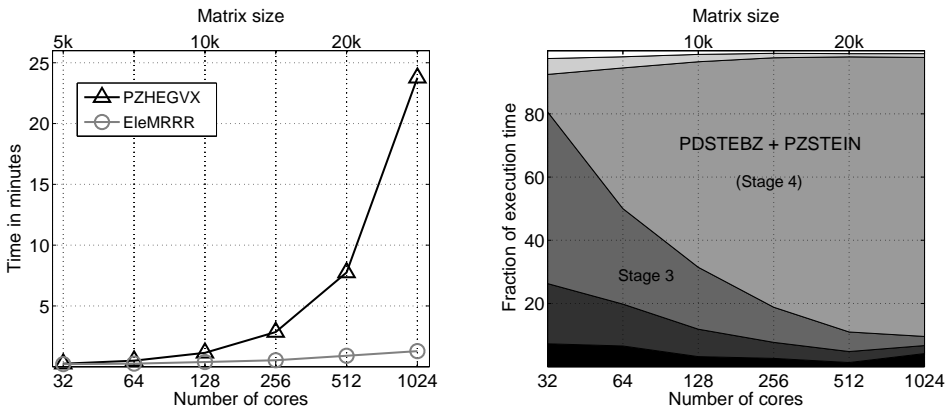 Matrix size
5k 10k 20k
25
20
15
10
5
Time in minutes
PZHEGVX
EleMRRR
32 64 128 256 512 1024
Number of cores
Matrix size
10k 20k
80
60
40
20
Fraction of execution time
PDSTEBZ + PZSTEIN
(Stage 4)
Stage 3
32 64 128 256 512 1024
Number of cores